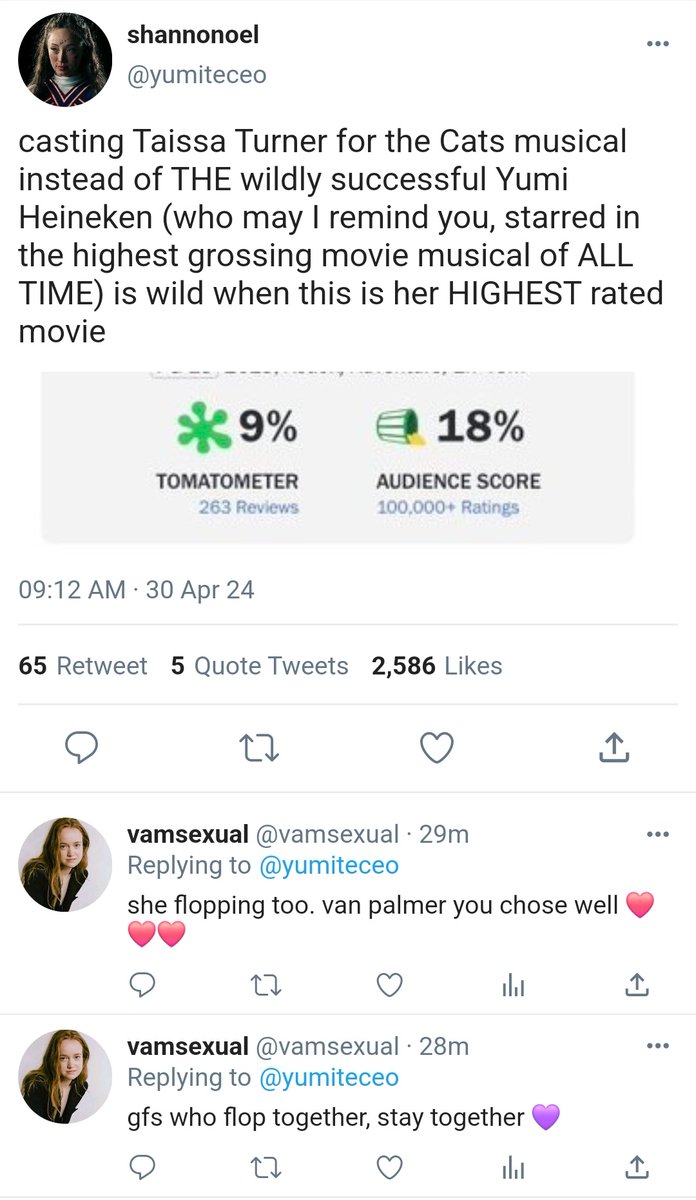 shannonoel
@yumiteceo
casting Taissa Turner for the Cats musical
instead of THE wildly successful Yumi
Heineken (who may I remind you, starred in
the highest grossing movie musical of ALL
TIME) is wild when this is her HIGHEST rated
movie
9% 18%
TOMATOMETER AUDIENCE SCORE
263 Reviews 100,000+ Ratings
09:12 AM · 30 Apr 24
65 Retweet 5 Quote Tweets 2,586 Likes
vamsexual @vamsexual · 29m
Replying to @yumiteceo
she flopping too. van palmer you chose well ❤️
❤️❤️
vamsexual @vamsexual · 28m
Replying to @yumiteceo
gfs who flop together, stay together 💜